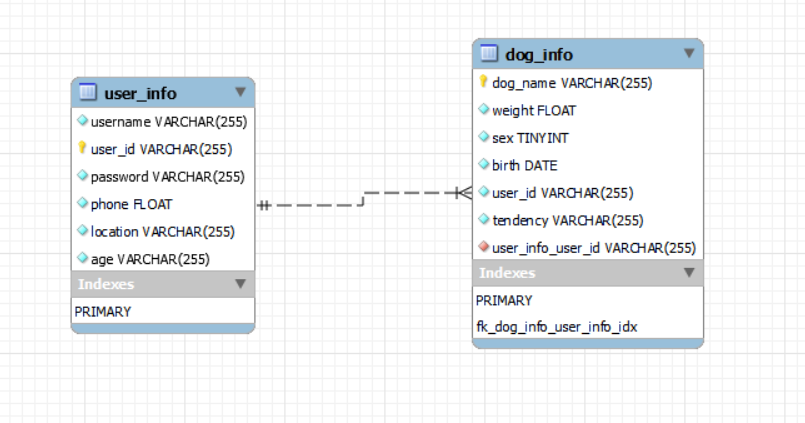 user_info
username VARCHAR(255)
user_id VARCHAR(255)
password VARCHAR(255)
phone FLOAT
location VARCHAR(255)
age VARCHAR(255)
Indexes
PRIMARY
dog_info
dog_name VARCHAR(255)
weight FLOAT
sex TINYINT
birth DATE
user_id VARCHAR(255)
tendency VARCHAR(255)
user_info_user_id VARCHAR(255)
Indexes
PRIMARY
fk_dog_info_user_info_idx